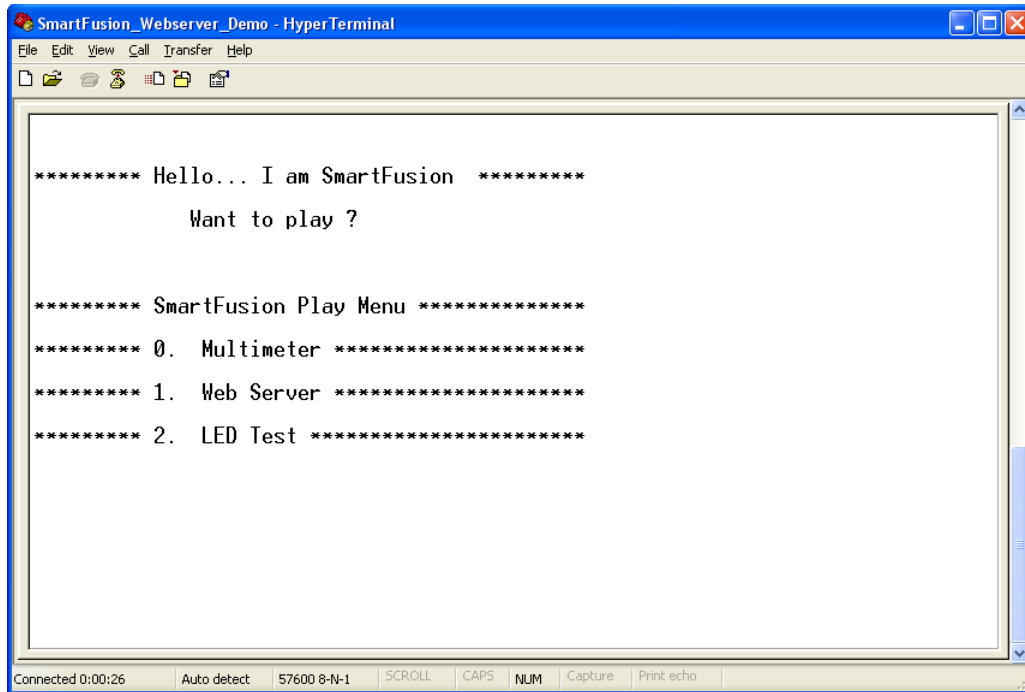 SmartFusion_Webserver_Demo - HyperTerminal
File Edit View Call Transfer Help
********* Hello... I am SmartFusion *********
Want to play ?
********* SmartFusion Play Menu **************
********* 0. Multimeter *********************
********* 1. Web Server *********************
********* 2. LED Test ***********************
Connected 0:00:26 Auto detect 57600 8-N-1 SCROLL CAPS NUM Capture Print echo